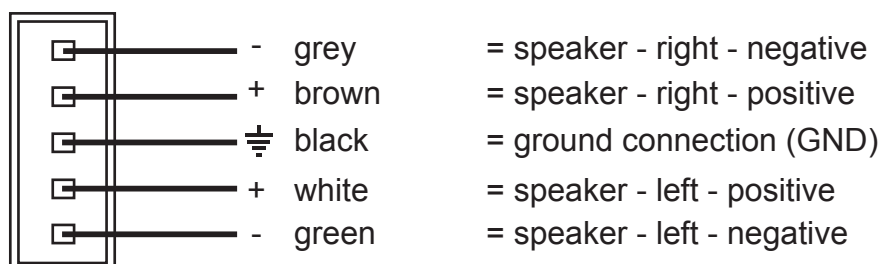 - grey = speaker - right - negative
+ brown = speaker - right - positive
black = ground connection (GND)
+ white = speaker - left - positive
- green = speaker - left - negative